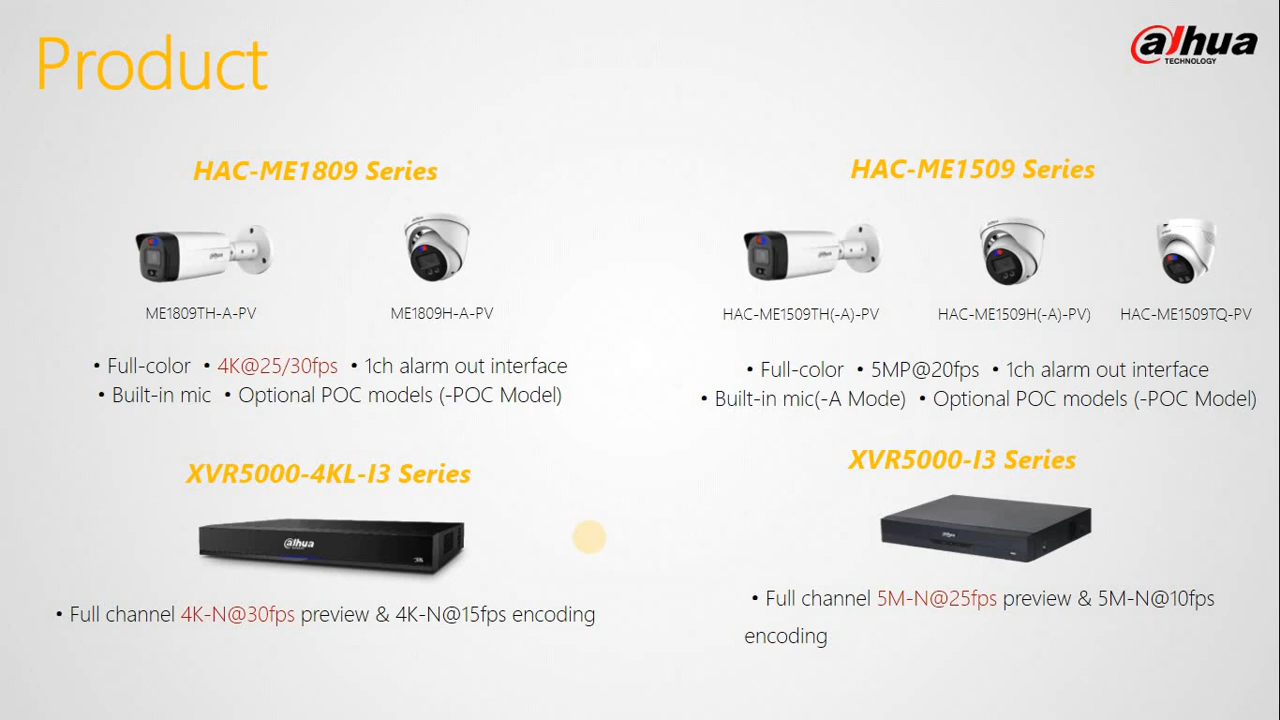 Product
alhua
TECHNOLOGY
HAC-ME1809 Series
ME1809TH-A-PV
ME1809H-A-PV
• Full-color • 4K@25/30fps • 1ch alarm out interface
• Built-in mic • Optional POC models (-POC Model)
HAC-ME1509 Series
HAC-ME1509TH(-A)-PV
HAC-ME1509H(-A)-PV)
HAC-ME1509TQ-PV
• Full-color • 5MP@20fps • 1ch alarm out interface
• Built-in mic(-A Mode) • Optional POC models (-POC Model)
XVR5000-4KL-I3 Series
alhua
• Full channel 4K-N@30fps preview & 4K-N@15fps encoding
XVR5000-I3 Series
alhua
• Full channel 5M-N@25fps preview & 5M-N@10fps
encoding